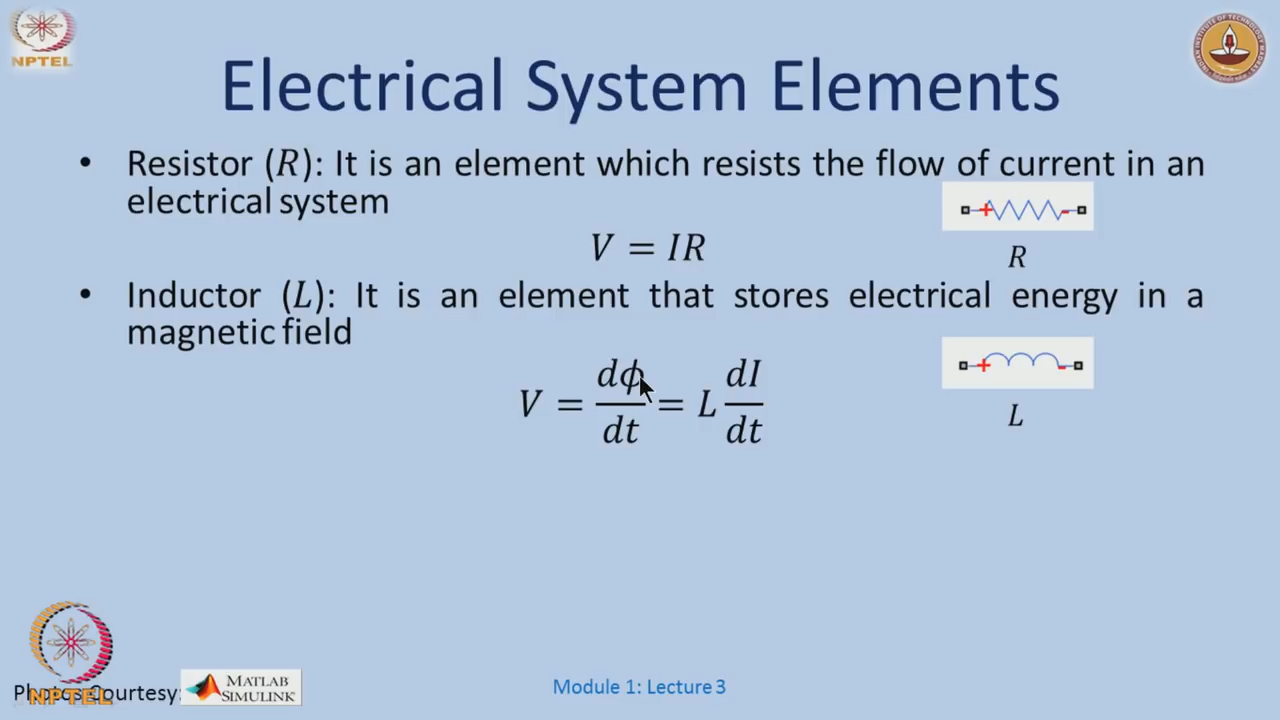 NPTEL
Electrical System Elements
• Resistor (R): It is an element which resists the flow of current in an
electrical system
V = IR
R
• Inductor (L): It is an element that stores electrical energy in a
magnetic field
V = dϕ/dt = L dI/dt
L
Photos Courtesy:
NPTEL
MATLAB
SIMULINK
Module 1: Lecture 3